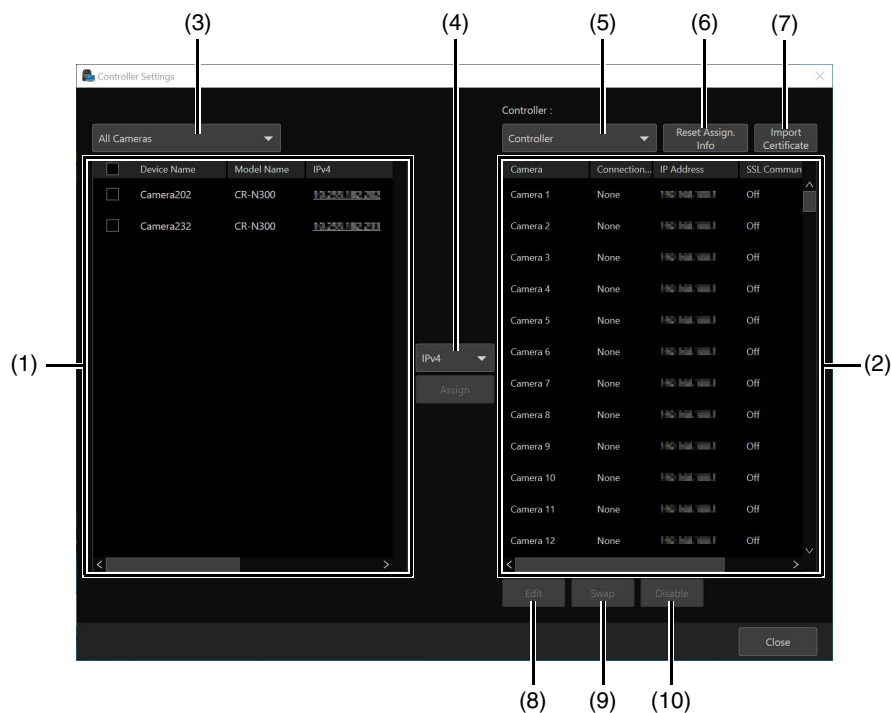 (3) (4) (5) (6) (7)
Controller Settings
Controller :
All Cameras
Controller
Reset Assign.
Info
Import
Certificate
Device Name Model Name IPv4
Camera202 CR-N300
Camera232 CR-N300
Camera Connection... IP Address SSL Commun
Camera 1 None Off
Camera 2 None Off
Camera 3 None Off
Camera 4 None Off
Camera 5 None Off
Camera 6 None Off
Camera 7 None Off
Camera 8 None Off
Camera 9 None Off
Camera 10 None Off
Camera 11 None Off
Camera 12 None Off
(1)
IPv4
Assign
(2)
Edit Swap Disable
Close
(8) (9) (10)